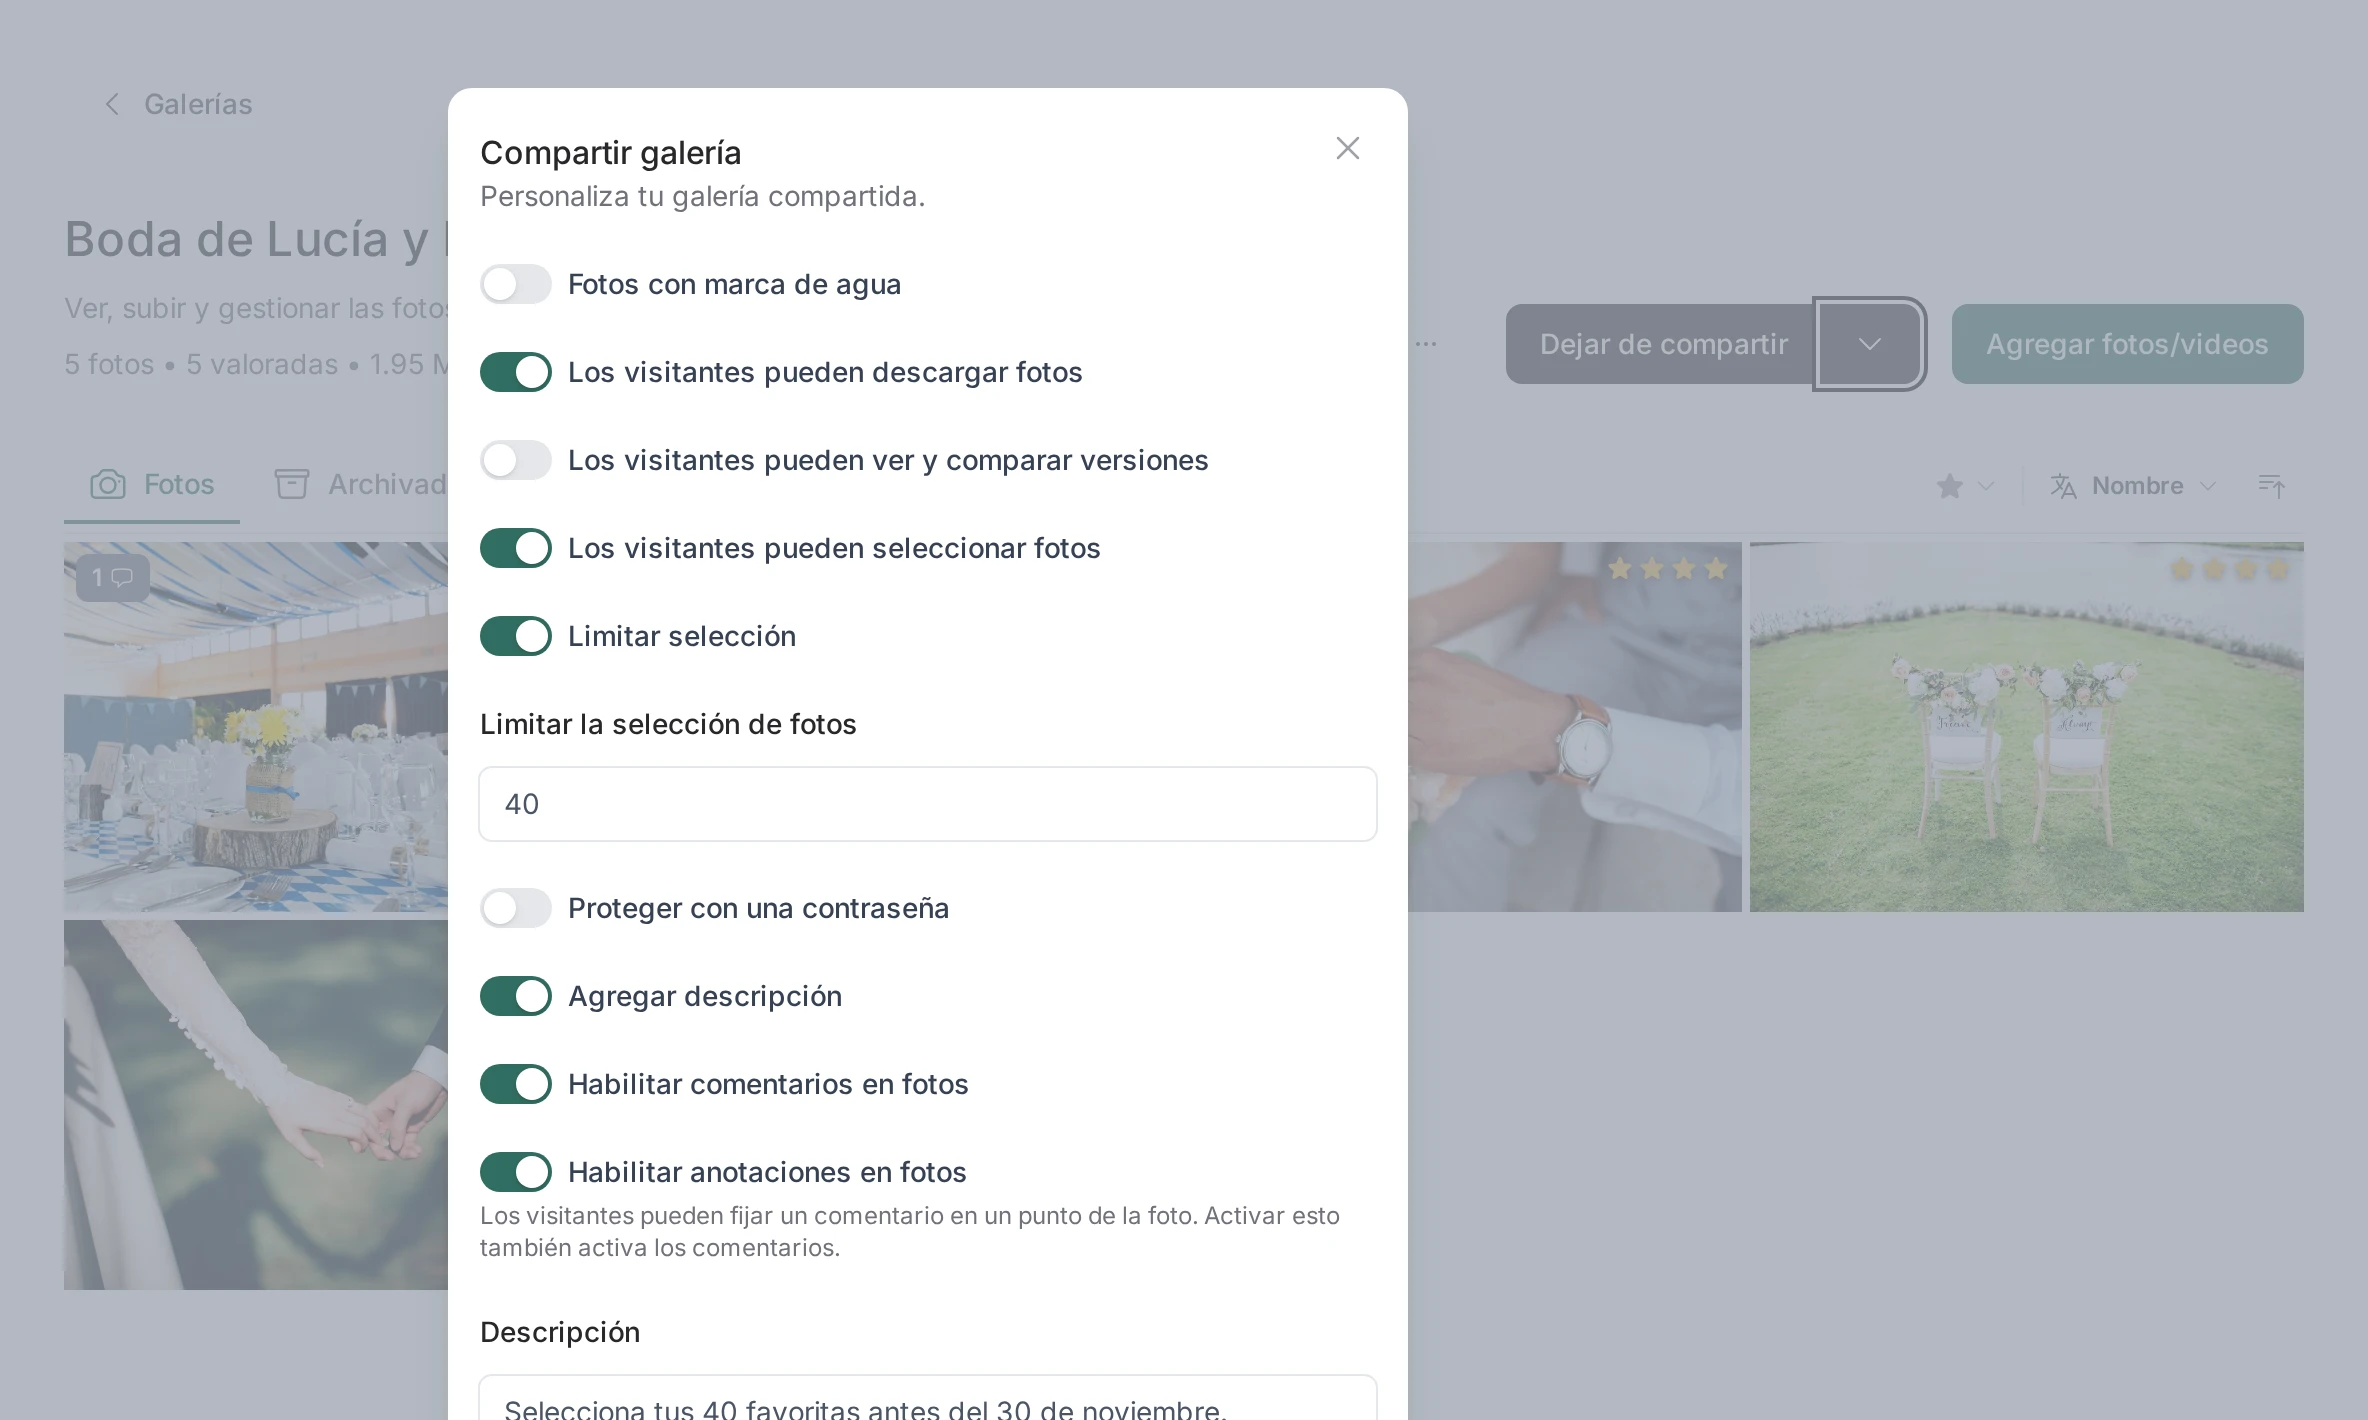 Galerías
Compartir galería
Personaliza tu galería compartida.
Boda de Lucía y
Ver, subir y gestionar las fotos
5 fotos • 5 valoradas • 1.95
Fotos con marca de agua
Dejar de compartir
Agregar fotos/videos
Los visitantes pueden descargar fotos
Los visitantes pueden ver y comparar versiones
Fotos
Archivad
Nombre
Los visitantes pueden seleccionar fotos
1
Limitar selección
Limitar la selección de fotos
40
Proteger con una contraseña
Agregar descripción
Habilitar comentarios en fotos
Habilitar anotaciones en fotos
Los visitantes pueden fijar un comentario en un punto de la foto. Activar esto
también activa los comentarios.
Descripción
Selecciona tus 40 favoritas antes del 30 de noviembre.